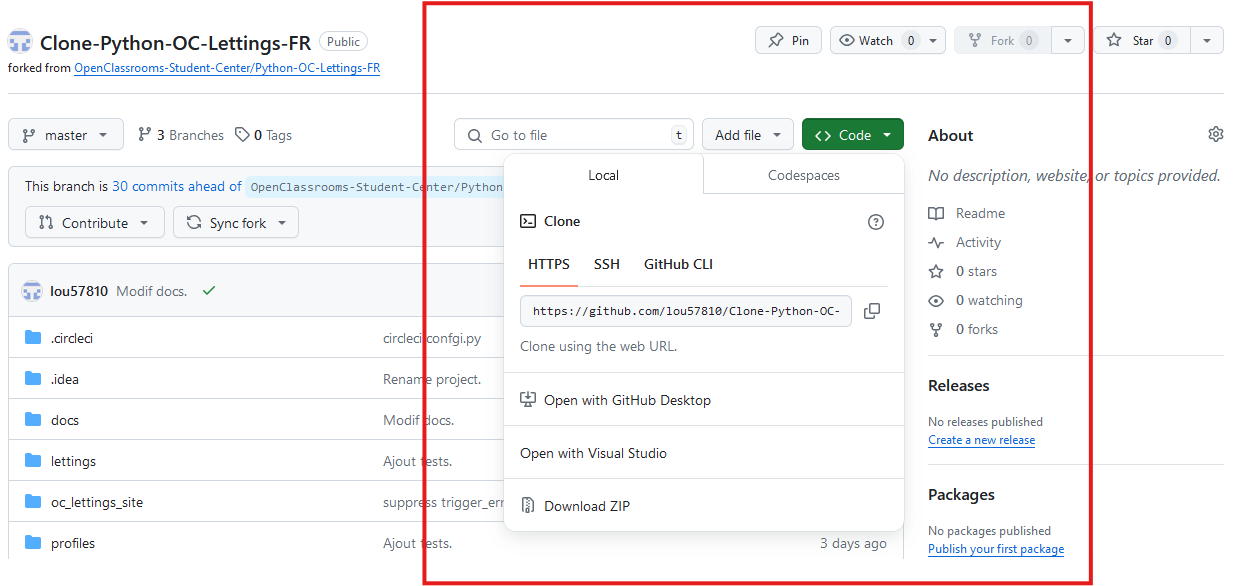 Clone-Python-OC-Lettings-FR Public
Pin Watch 0 Fork 0 Star 0
forked from OpenClassrooms-Student-Center/Python-OC-Lettings-FR
master 3 Branches 0 Tags
Go to file t Add file Code
This branch is 30 commits ahead of OpenClassrooms-Student-Center/Python
Contribute Sync fork
lou57810 Modif docs.
.circleci circleci confgi.py
.idea Rename project.
docs Modif docs.
lettings Ajout tests.
oc_lettings_site suppress trigger_err
profiles Ajout tests. 3 days ago
Local Codespaces
Clone
HTTPS SSH GitHub CLI
https://github.com/lou57810/Clone-Python-OC-
Clone using the web URL.
Open with GitHub Desktop
Open with Visual Studio
Download ZIP
About
No description, website, or topics provided.
Readme
Activity
0 stars
0 watching
0 forks
Releases
No releases published
Create a new release
Packages
No packages published
Publish your first package